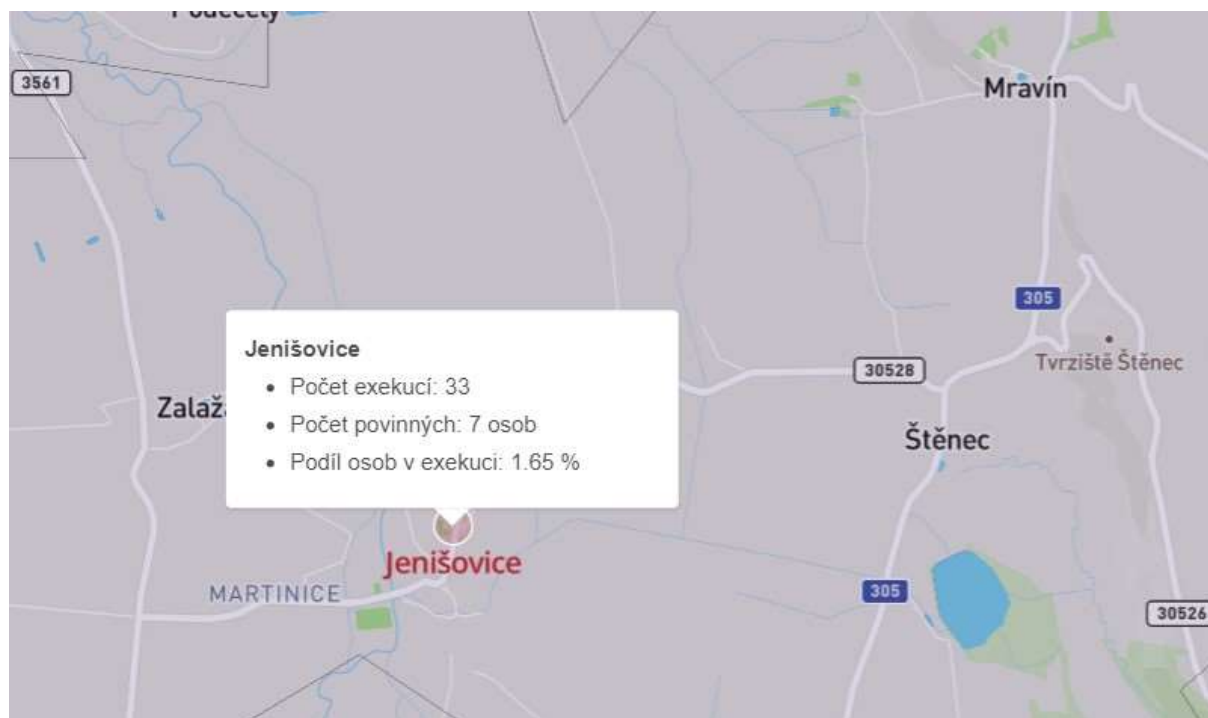 3561
Mravín
305
Jenišovice
• Počet exekucí: 33
• Počet povinných: 7 osob
• Podíl osob v exekuci: 1.65 %
Tvrziště Štěnec
30528
Štěnec
Jenišovice
MARTINICE
305
30526